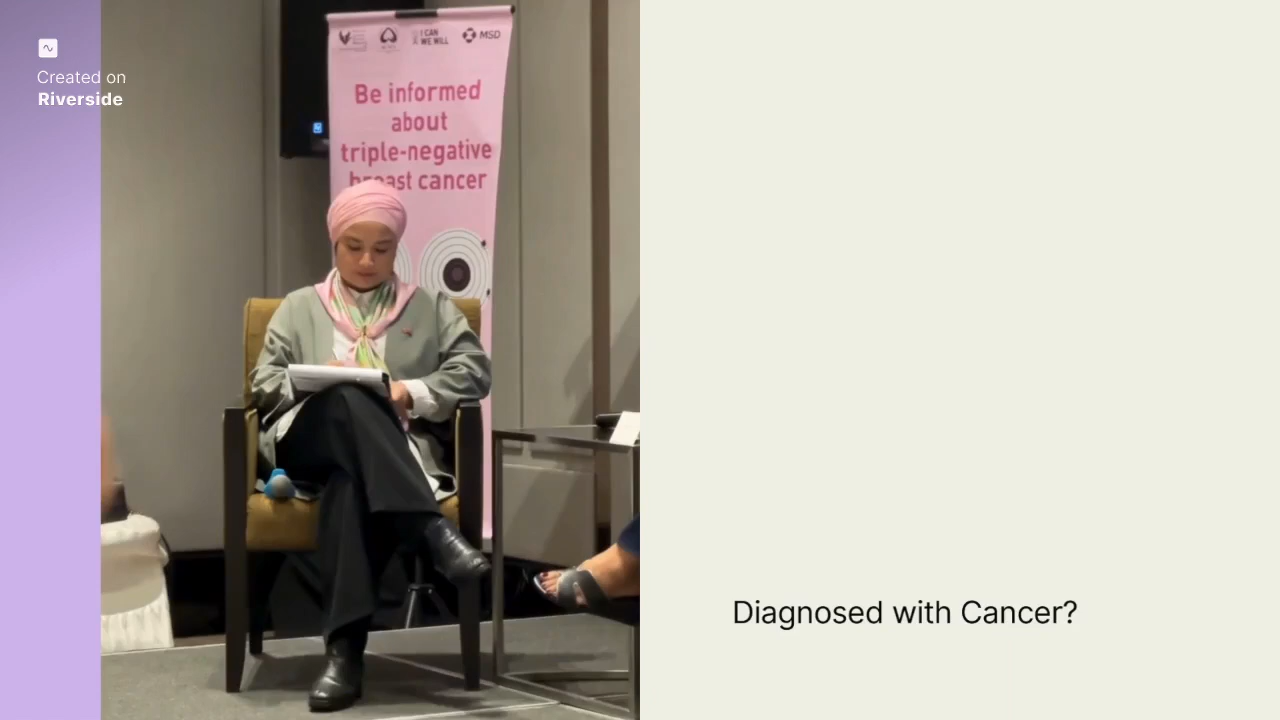 Created on
Riverside
I CAN
WE WILL
MSD
Be informed
about
triple-negative
breast cancer
Diagnosed with Cancer?